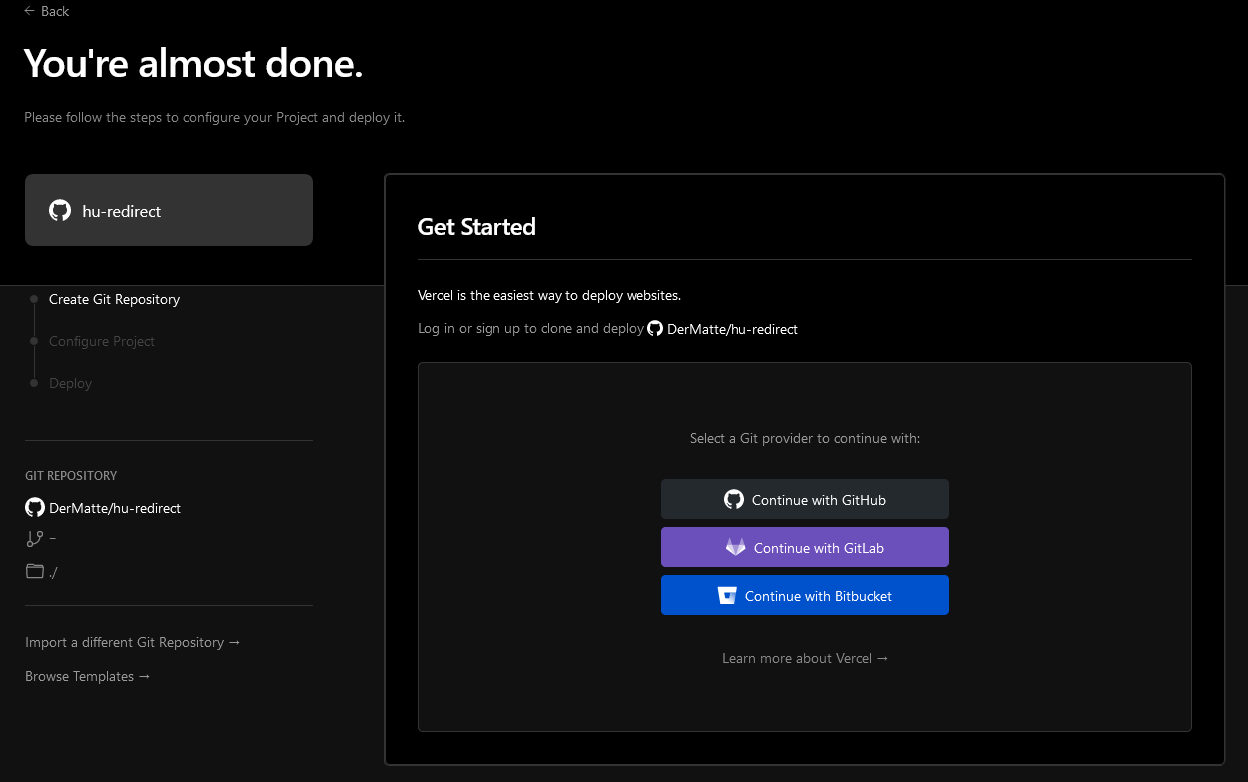 ← Back
You're almost done.
Please follow the steps to configure your Project and deploy it.
hu-redirect
Create Git Repository
Configure Project
Deploy
GIT REPOSITORY
DerMatte/hu-redirect
–
./
Import a different Git Repository →
Browse Templates →
Get Started
Vercel is the easiest way to deploy websites.
Log in or sign up to clone and deploy DerMatte/hu-redirect
Select a Git provider to continue with:
Continue with GitHub
Continue with GitLab
Continue with Bitbucket
Learn more about Vercel →